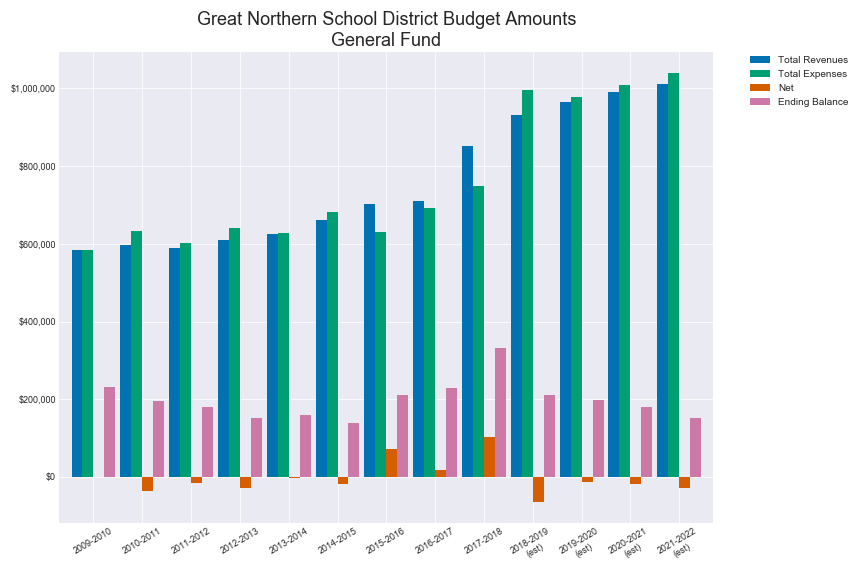 Great Northern School District Budget Amounts
General Fund
Total Revenues
Total Expenses
Net
Ending Balance
$1,000,000
$800,000
$600,000
$400,000
$200,000
$0
2009-2010
2010-2011
2011-2012
2012-2013
2013-2014
2014-2015
2015-2016
2016-2017
2017-2018
2018-2019
(est)
2019-2020
(est)
2020-2021
(est)
2021-2022
(est)